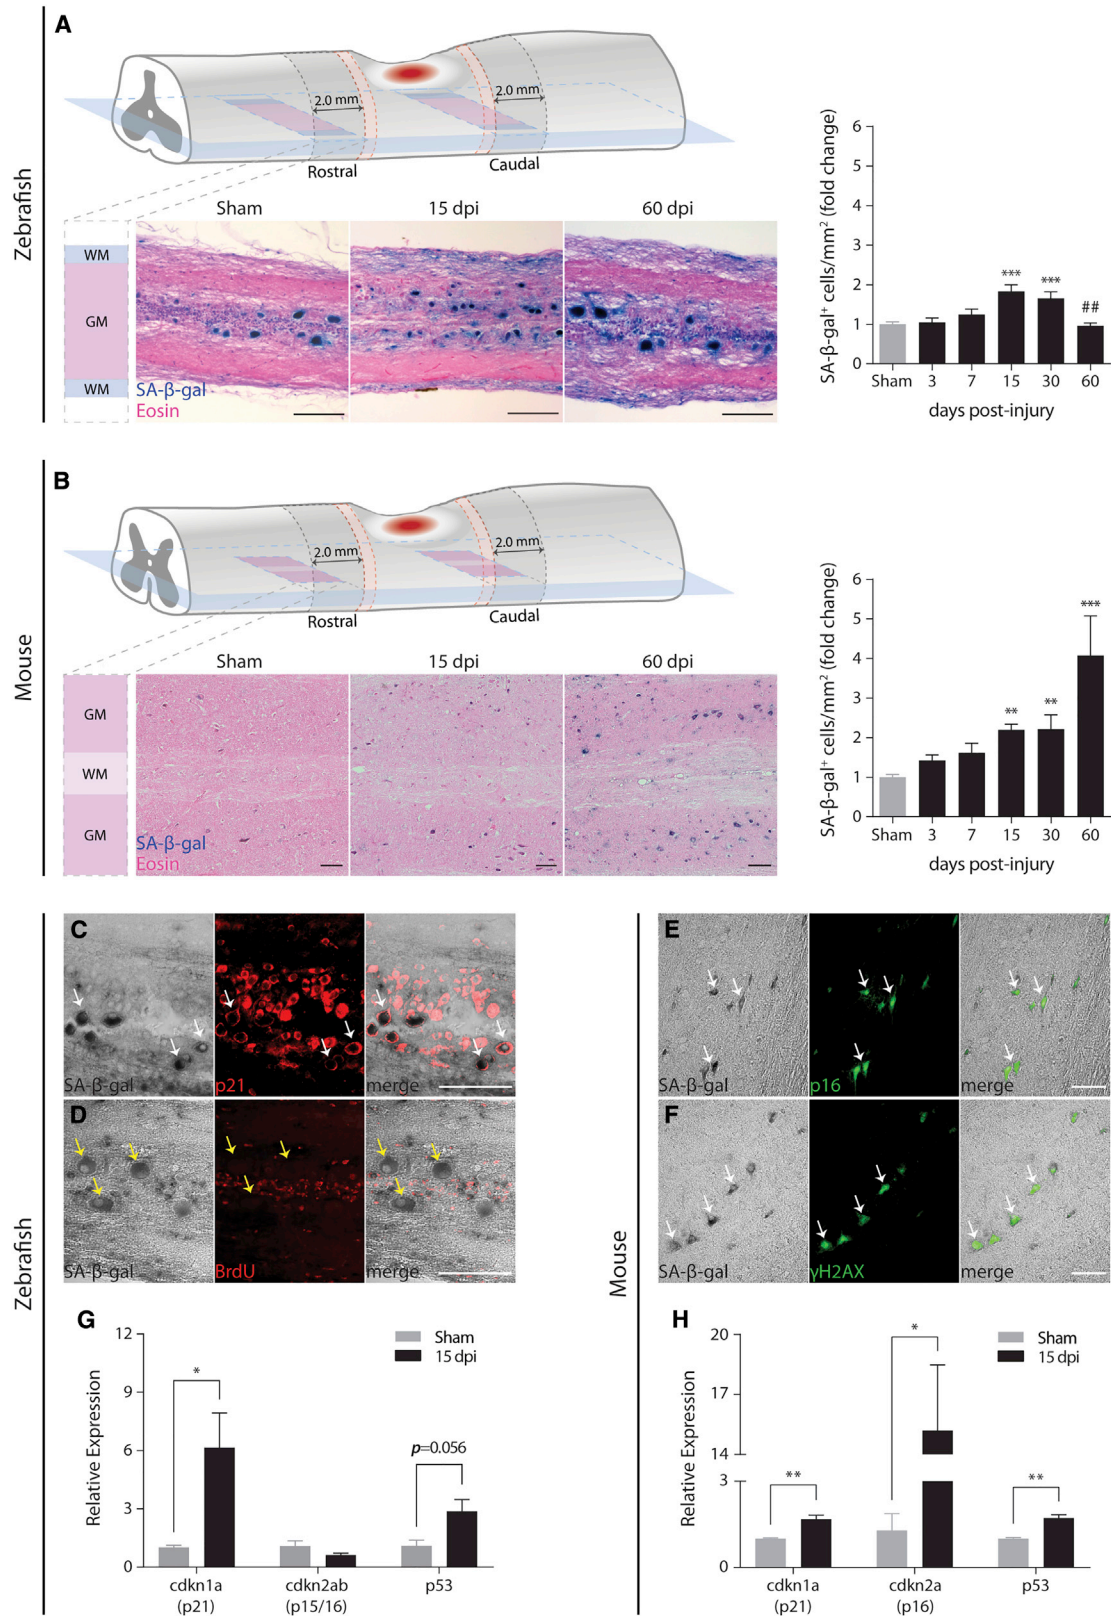 Zebrafish
A
2.0 mm
2.0 mm
Rostral
Caudal
Sham
15 dpi
60 dpi
WM
GM
WM
SA-β-gal
Eosin
SA-β-gal⁺ cells/mm² (fold change)
6
5
4
3
2
1
0
***
***
##
Sham 3 7 15 30 60
days post-injury
Mouse
B
2.0 mm
2.0 mm
Rostral
Caudal
Sham
15 dpi
60 dpi
GM
WM
GM
SA-β-gal
Eosin
SA-β-gal⁺ cells/mm² (fold change)
6
5
4
3
2
1
0
**
**
***
Sham 3 7 15 30 60
days post-injury
Zebrafish
C
SA-β-gal
p21
merge
D
SA-β-gal
BrdU
merge
Mouse
E
SA-β-gal
p16
merge
F
SA-β-gal
γH2AX
merge
G
Relative Expression
12
9
6
3
0
Sham
15 dpi
*
p=0.056
cdkn1a
(p21)
cdkn2ab
(p15/16)
p53
H
Relative Expression
20
17
14
3
0
Sham
15 dpi
**
*
**
cdkn1a
(p21)
cdkn2a
(p16)
p53